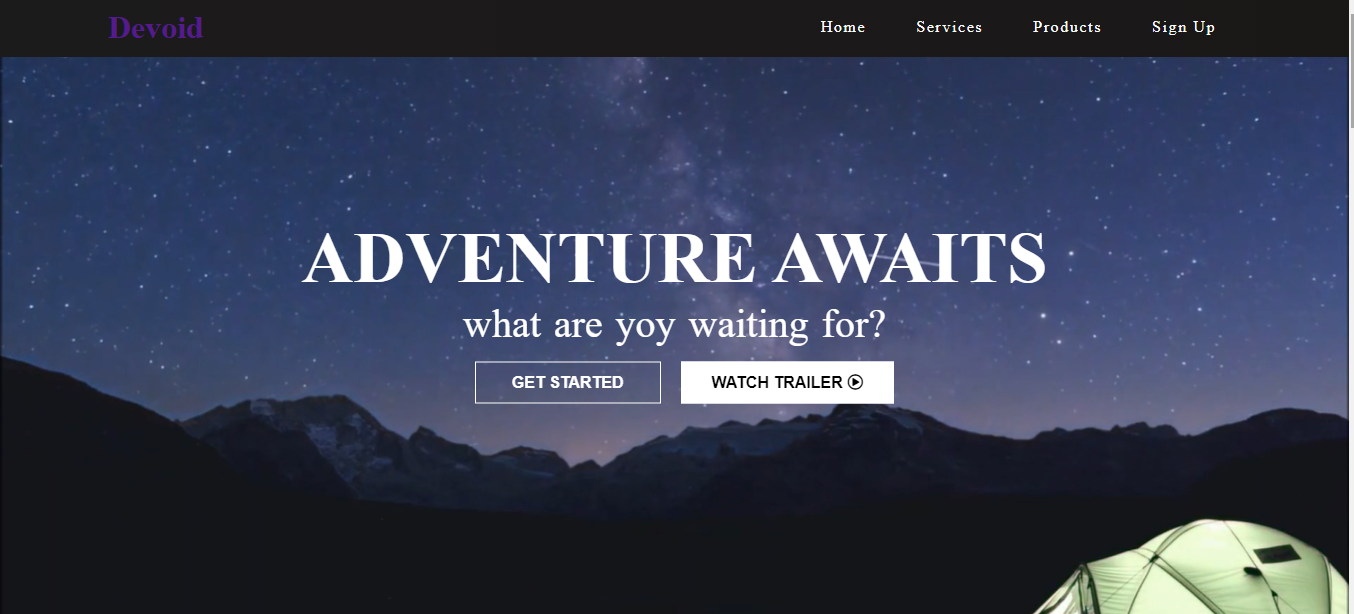 Devoid
Home Services Products Sign Up
ADVENTURE AWAITS
what are yoy waiting for?
GET STARTED WATCH TRAILER